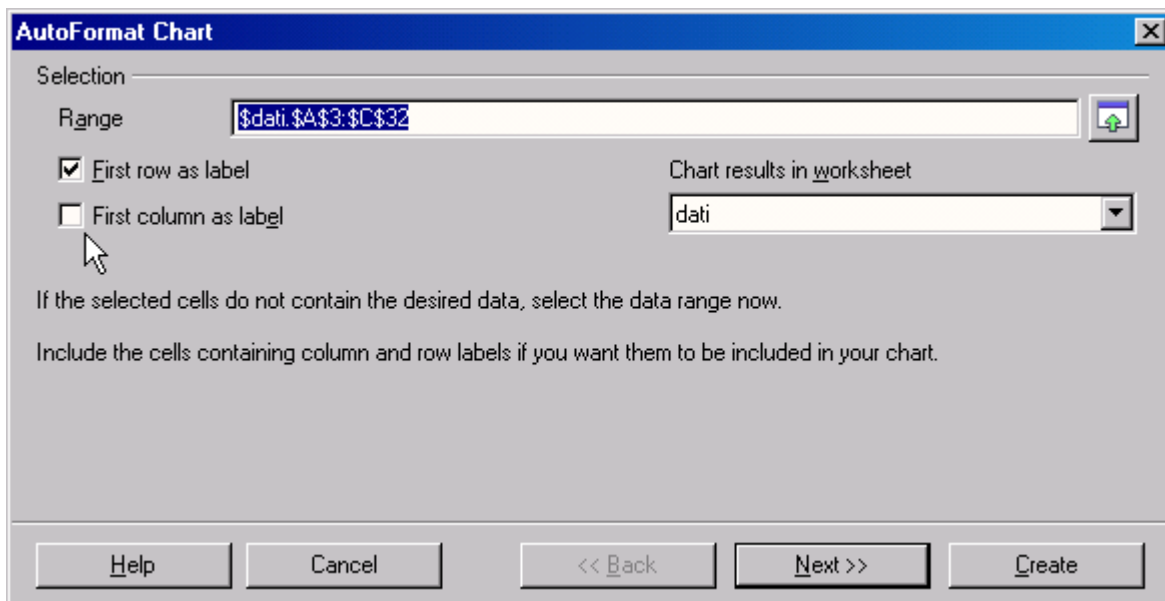 AutoFormat Chart
Selection
Range $dati.$A$3:$C$32
First row as label
Chart results in worksheet
First column as label
dati
If the selected cells do not contain the desired data, select the data range now.
Include the cells containing column and row labels if you want them to be included in your chart.
Help Cancel << Back Next >> Create